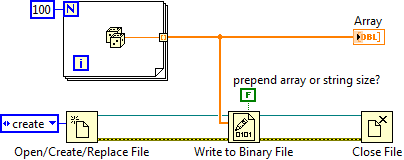 Array
100
N
DBL
i
prepend array or string size?
F
create
0101
Open/Create/Replace File
Write to Binary File
Close File